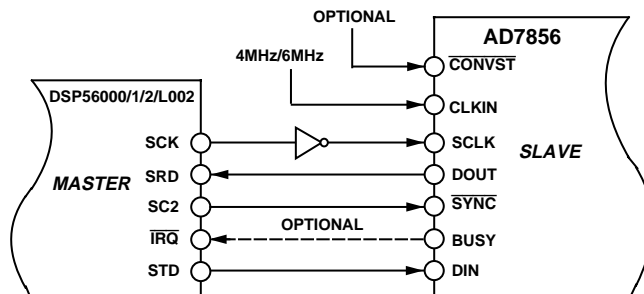 OPTIONAL
AD7856
4MHz/6MHz
CONVST
DSP56000/1/2/L002
CLKIN
SCK
SCLK
SLAVE
MASTER
SRD
DOUT
SC2
SYNC
OPTIONAL
IRQ
BUSY
STD
DIN